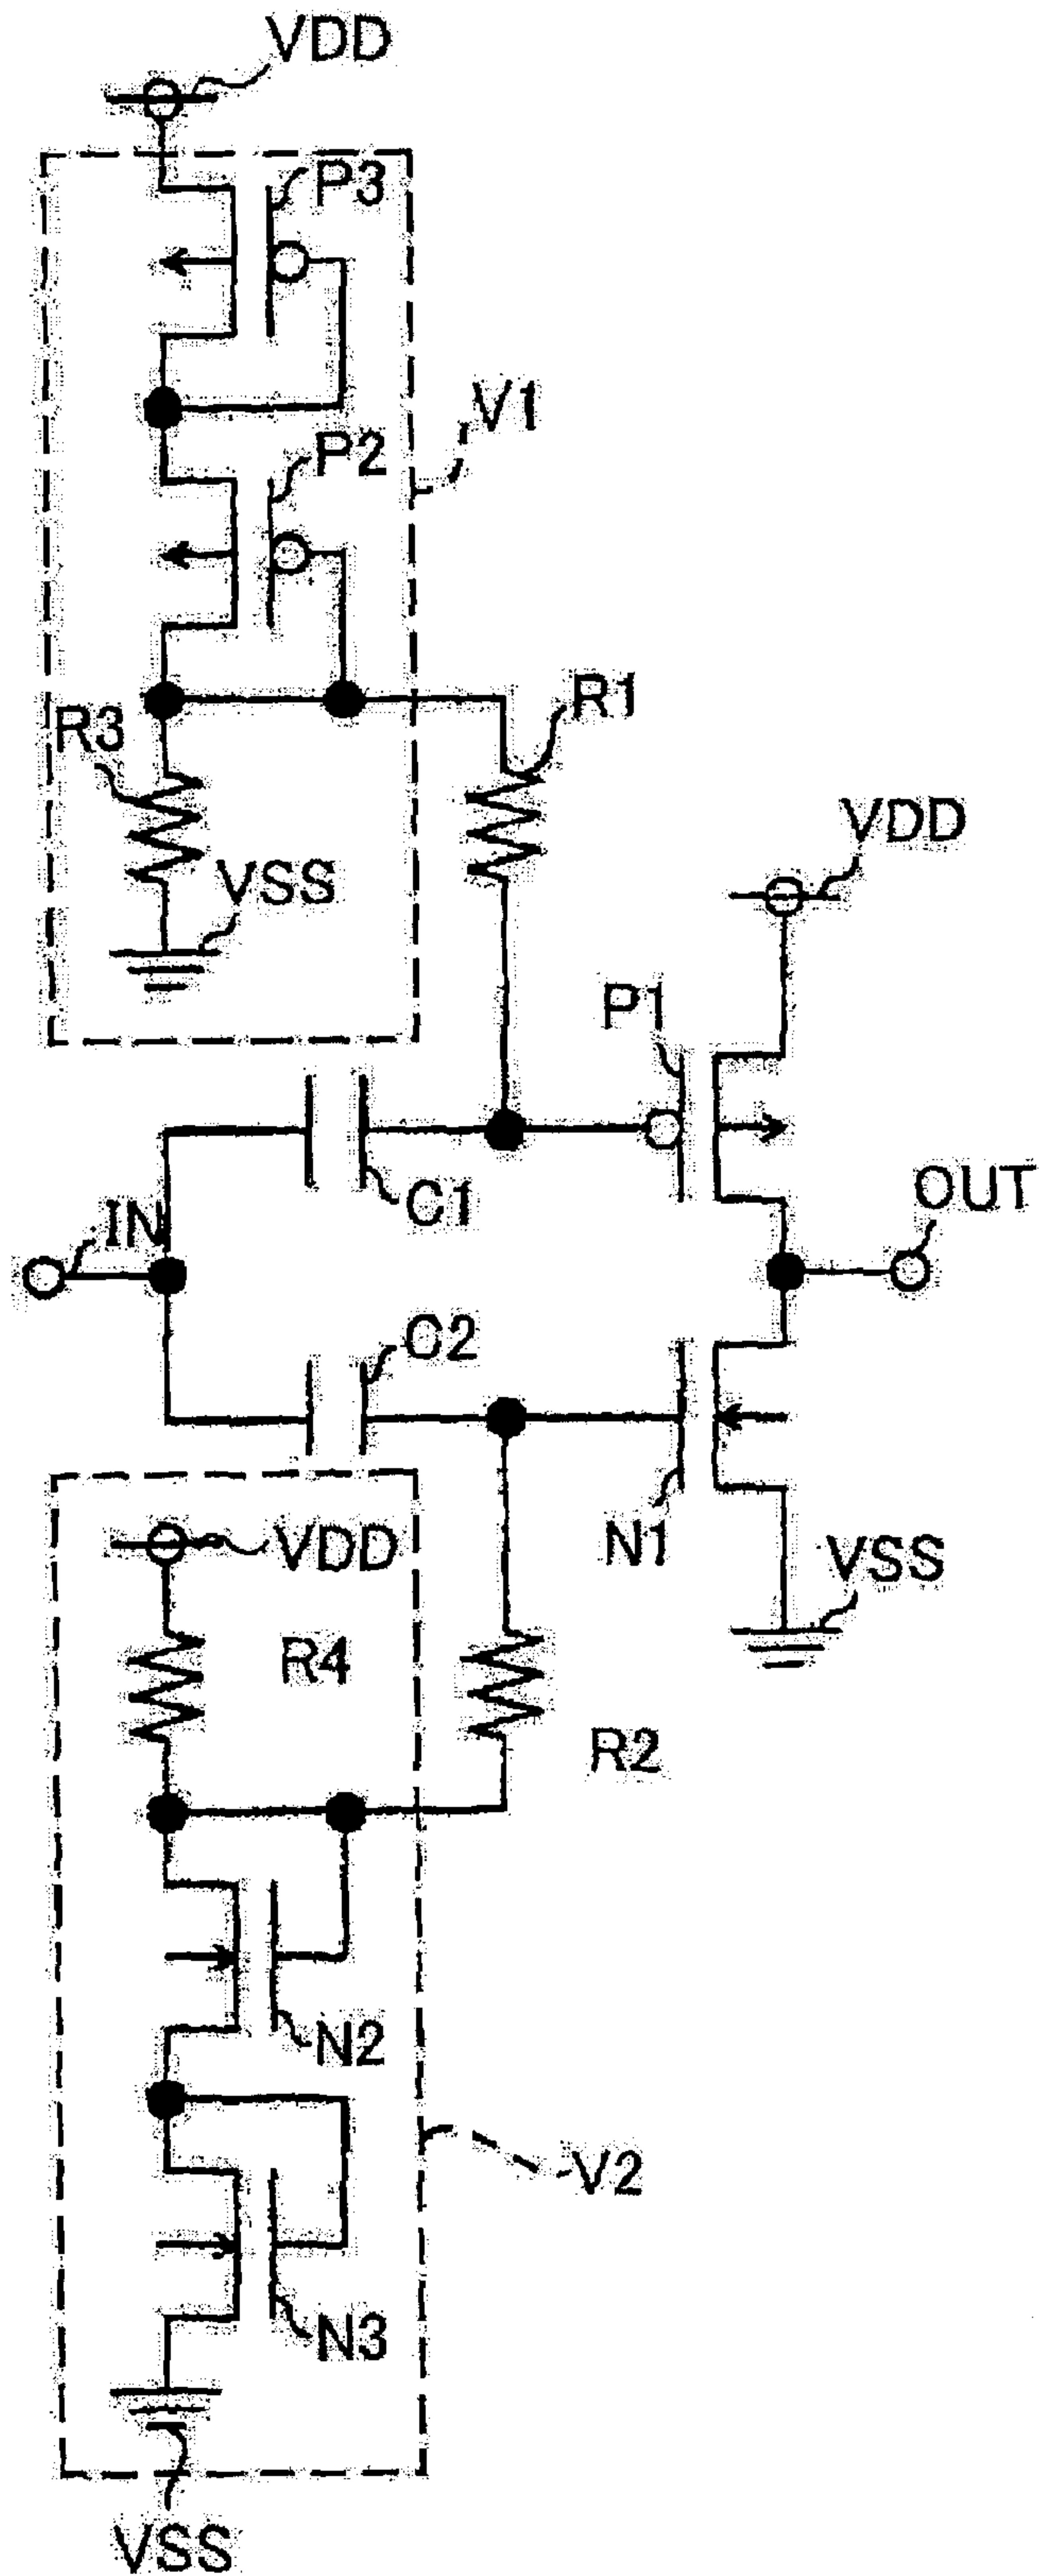 VDD
P3
V1
P2
R1
R3
VDD
VSS
P1
C1
OUT
IN
C2
N1
VDD
VSS
R4
R2
N2
V2
N3
VSS